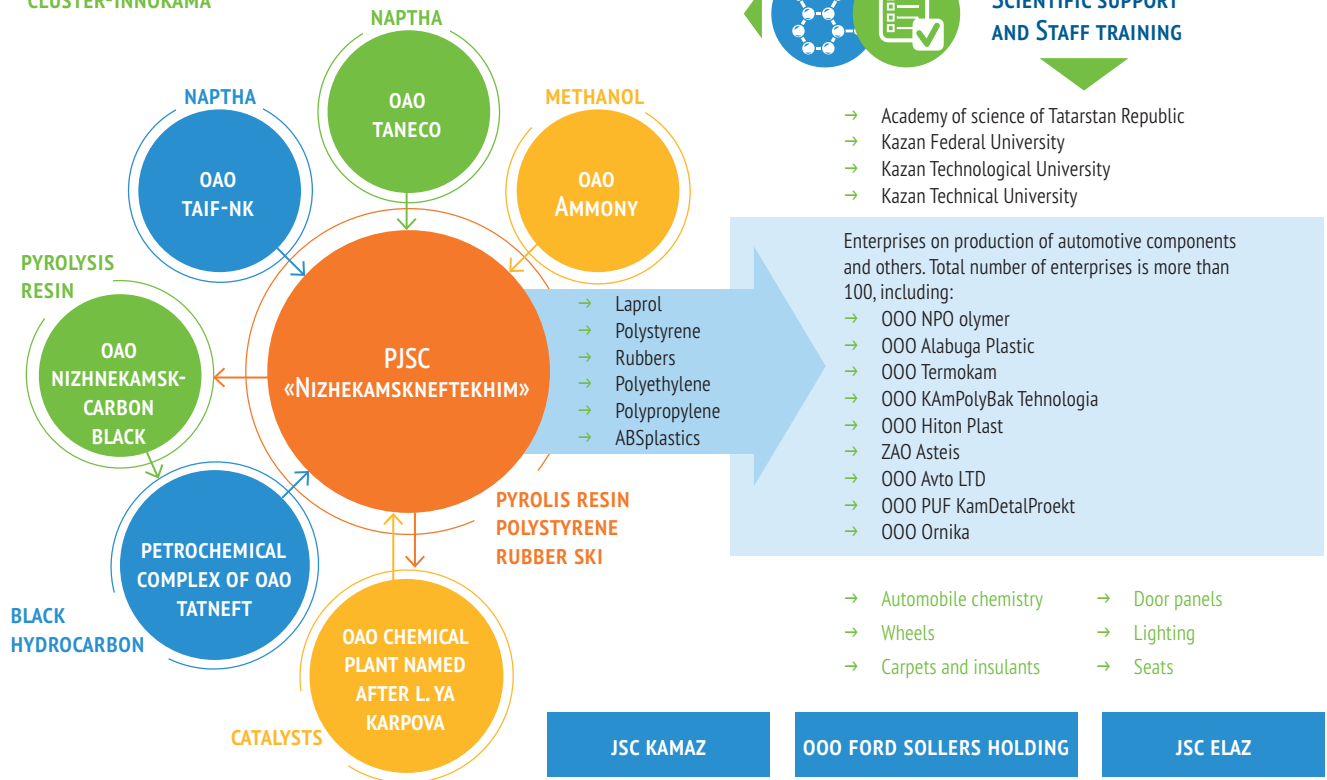 CLUSTER-INNOKAMA
NAPTHA
OAO
TANECO
NAPTHA
OAO
TAIF-NK
METHANOL
OAO
AMMONY
PYROLYSIS
RESIN
OAO
NIZHNEKAMSK-
CARBON
BLACK
PJSC
«NIZHEKAMSKNEFTEKHIM»
PETROCHEMICAL
COMPLEX OF OAO
TATNEFT
BLACK
HYDROCARBON
OAO CHEMICAL
PLANT NAMED
AFTER L. YA
KARPOVA
CATALYSTS
PYROLIS RESIN
POLYSTYRENE
RUBBER SKI
→ Laprol
→ Polystyrene
→ Rubbers
→ Polyethylene
→ Polypropylene
→ ABSplastics
SCIENTIFIC SUPPORT
AND STAFF TRAINING
→ Academy of science of Tatarstan Republic
→ Kazan Federal University
→ Kazan Technological University
→ Kazan Technical University
Enterprises on production of automotive components
and others. Total number of enterprises is more than
100, including:
→ OOO NPO olymer
→ OOO Alabuga Plastic
→ OOO Termokam
→ OOO KAmPolyBak Tehnologia
→ OOO Hiton Plast
→ ZAO Asteis
→ OOO Avto LTD
→ OOO PUF KamDetalProekt
→ OOO Ornika
→ Automobile chemistry
→ Wheels
→ Carpets and insulants
→ Door panels
→ Lighting
→ Seats
JSC KAMAZ
OOO FORD SOLLERS HOLDING
JSC ELAZ